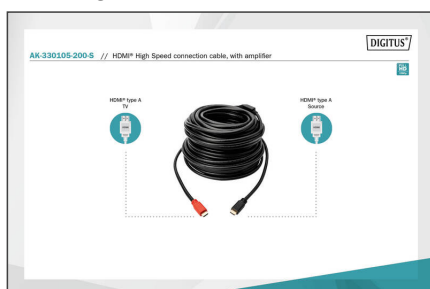 DIGITUS®
AK-330105-200-S // HDMI® High Speed connection cable, with amplifier
HDMI® type A
TV
HDMI® type A
Source